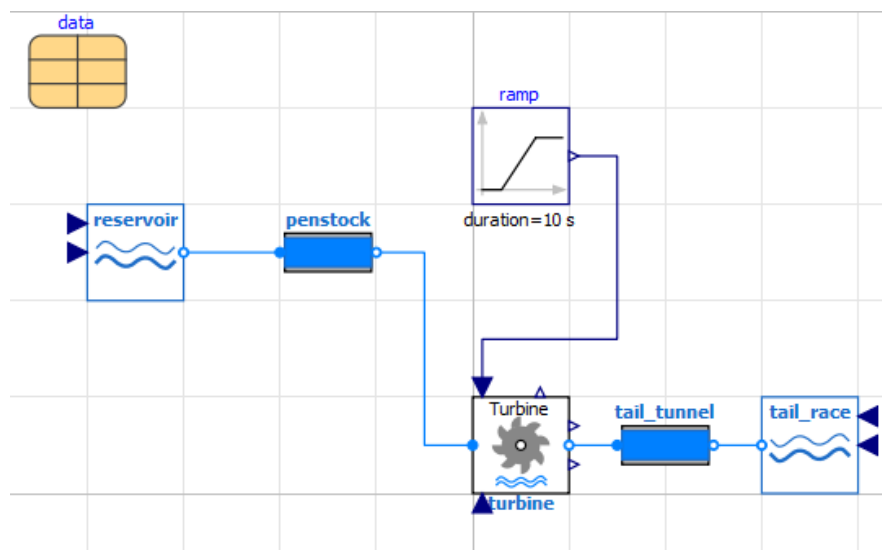 data
ramp
duration=10 s
reservoir
penstock
Turbine
turbine
tail_tunnel
tail_race